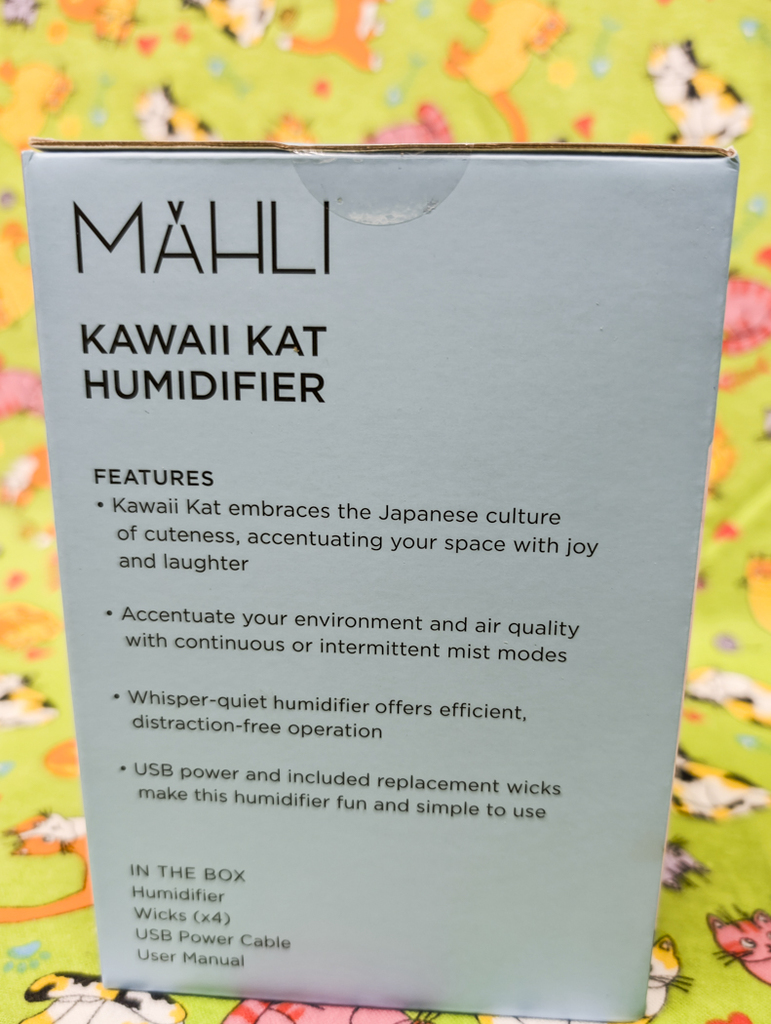 MAHLI
KAWAII KAT
HUMIDIFIER
FEATURES
• Kawaii Kat embraces the Japanese culture
of cuteness, accentuating your space with joy
and laughter
• Accentuate your environment and air quality
with continuous or intermittent mist modes
• Whisper-quiet humidifier offers efficient,
distraction-free operation
• USB power and included replacement wicks
make this humidifier fun and simple to use
IN THE BOX
Humidifier
Wicks (x4)
USB Power Cable
User Manual